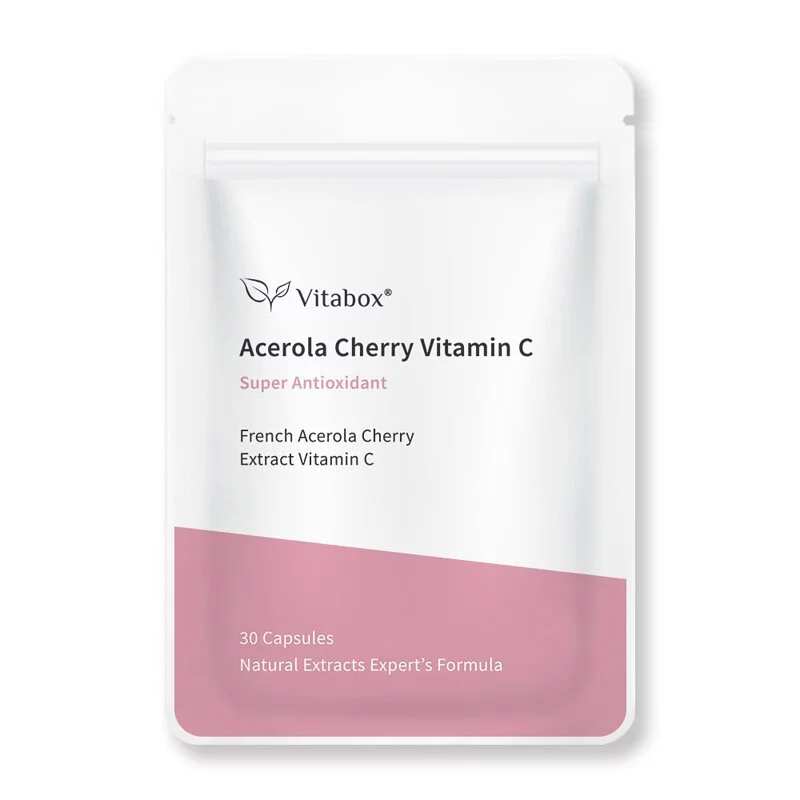 Vitabox®
Acerola Cherry Vitamin C
Super Antioxidant
French Acerola Cherry
Extract Vitamin C
30 Capsules
Natural Extracts Expert's Formula